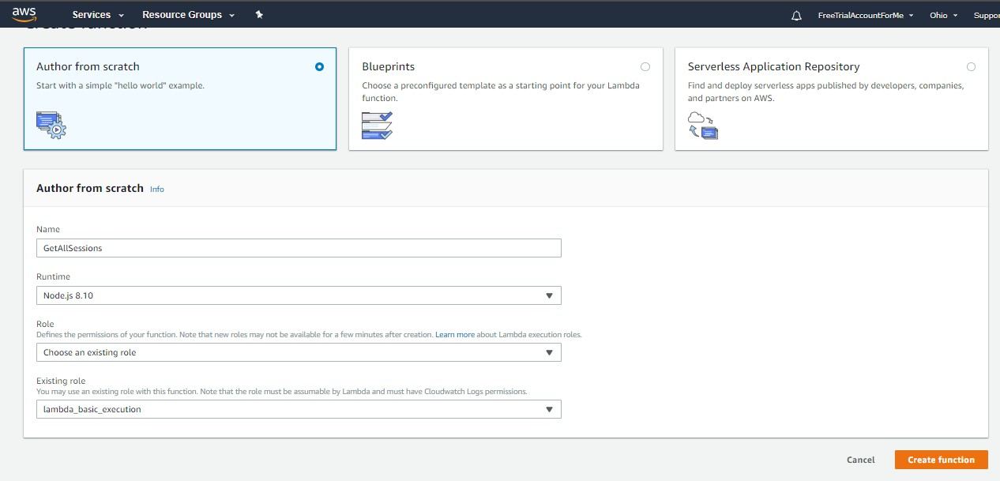 aws Services Resource Groups FreeTrialAccountForMe Ohio Suppor
Create function
Author from scratch
Start with a simple "hello world" example.
Blueprints
Choose a preconfigured template as a starting point for your Lambda
function.
Serverless Application Repository
Find and deploy serverless apps published by developers, companies,
and partners on AWS.
Author from scratch Info
Name
GetAllSessions
Runtime
Node.js 8.10
Role
Defines the permissions of your function. Note that new roles may not be available for a few minutes after creation. Learn more about Lambda execution roles.
Choose an existing role
Existing role
You may use an existing role with this function. Note that the role must be assumable by Lambda and must have Cloudwatch Logs permissions.
lambda_basic_execution
Cancel Create function